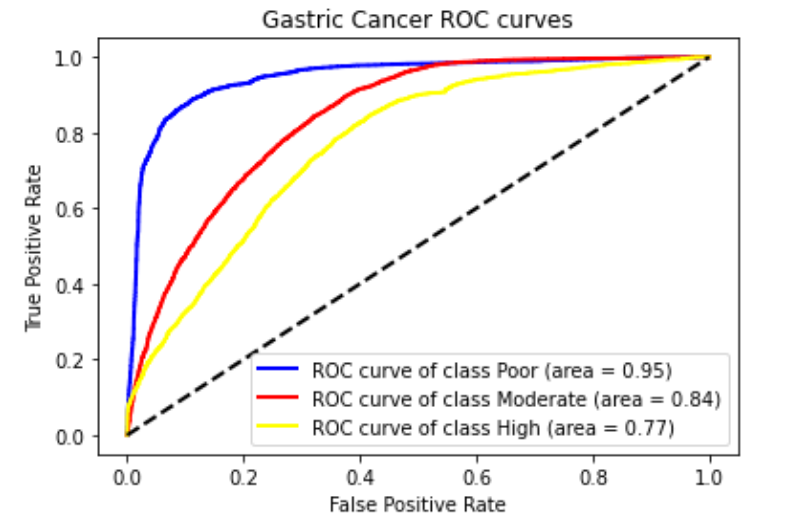 Gastric Cancer ROC curves
1.0
0.8
0.6
0.4
0.2
0.0
True Positive Rate
ROC curve of class Poor (area = 0.95)
ROC curve of class Moderate (area = 0.84)
ROC curve of class High (area = 0.77)
0.0 0.2 0.4 0.6 0.8 1.0
False Positive Rate